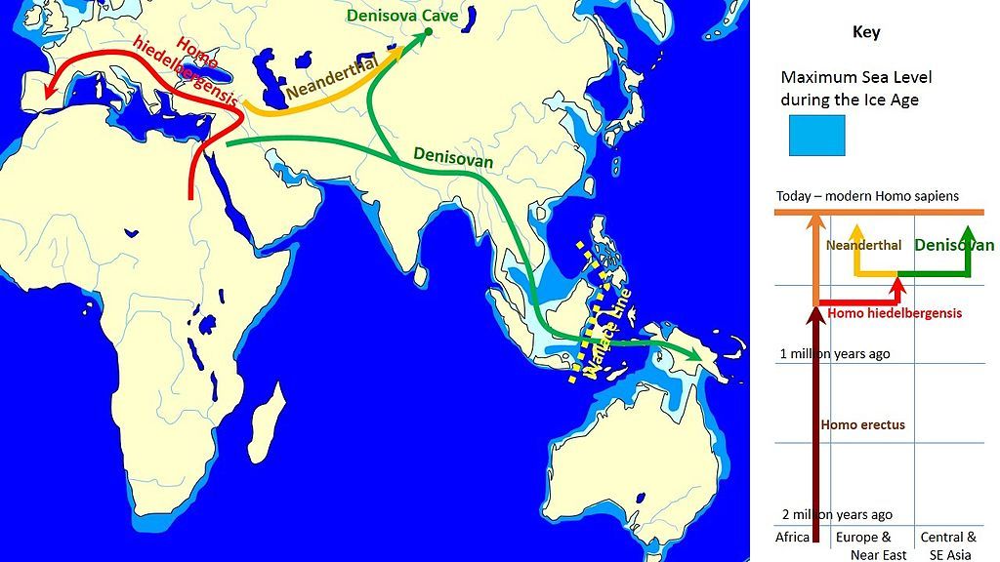 Denisova Cave
Homo
hiedelbergensis
Neanderthal
Denisovan
Wallace Line
Key
Maximum Sea Level
during the Ice Age
Today – modern Homo sapiens
Neanderthal
Denisovan
Homo hiedelbergensis
1 million years ago
Homo erectus
2 million years ago
Africa
Europe &
Near East
Central &
SE Asia